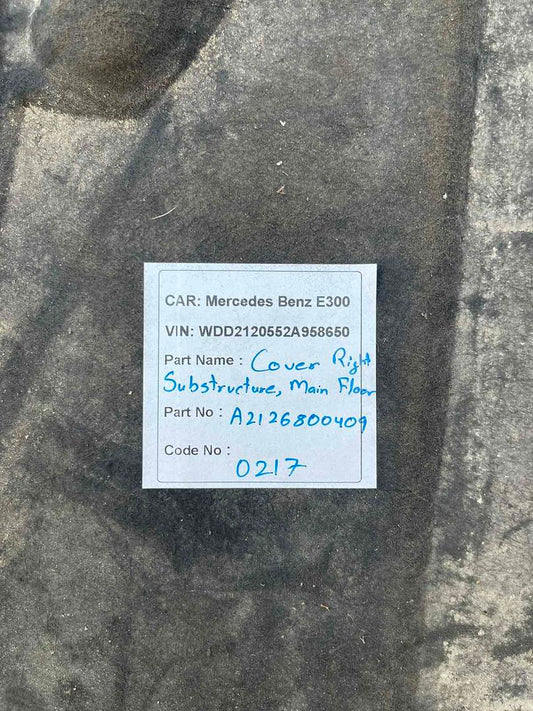 CAR: Mercedes Benz E300
VIN: WDD2120552A958650
Part Name : Cover Right
Substructure, Main Floor
Part No : A2126800409
Code No :
0217